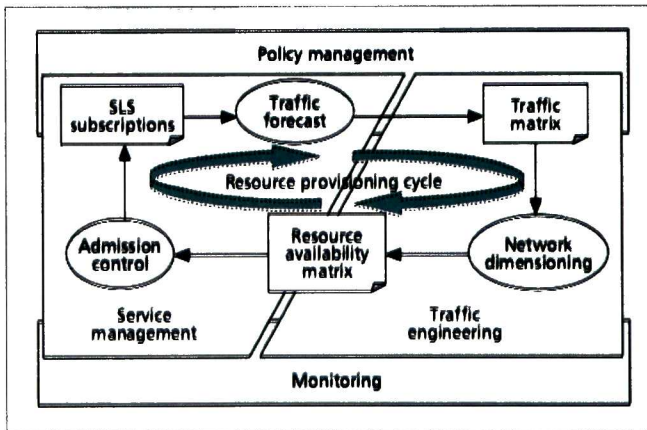 Policy management
SLS
subscriptions
Traffic
forecast
Traffic
matrix
Resource provisioning cycle
Admission
control
Resource
availability
matrix
Network
dimensioning
Service
management
Traffic
engineering
Monitoring